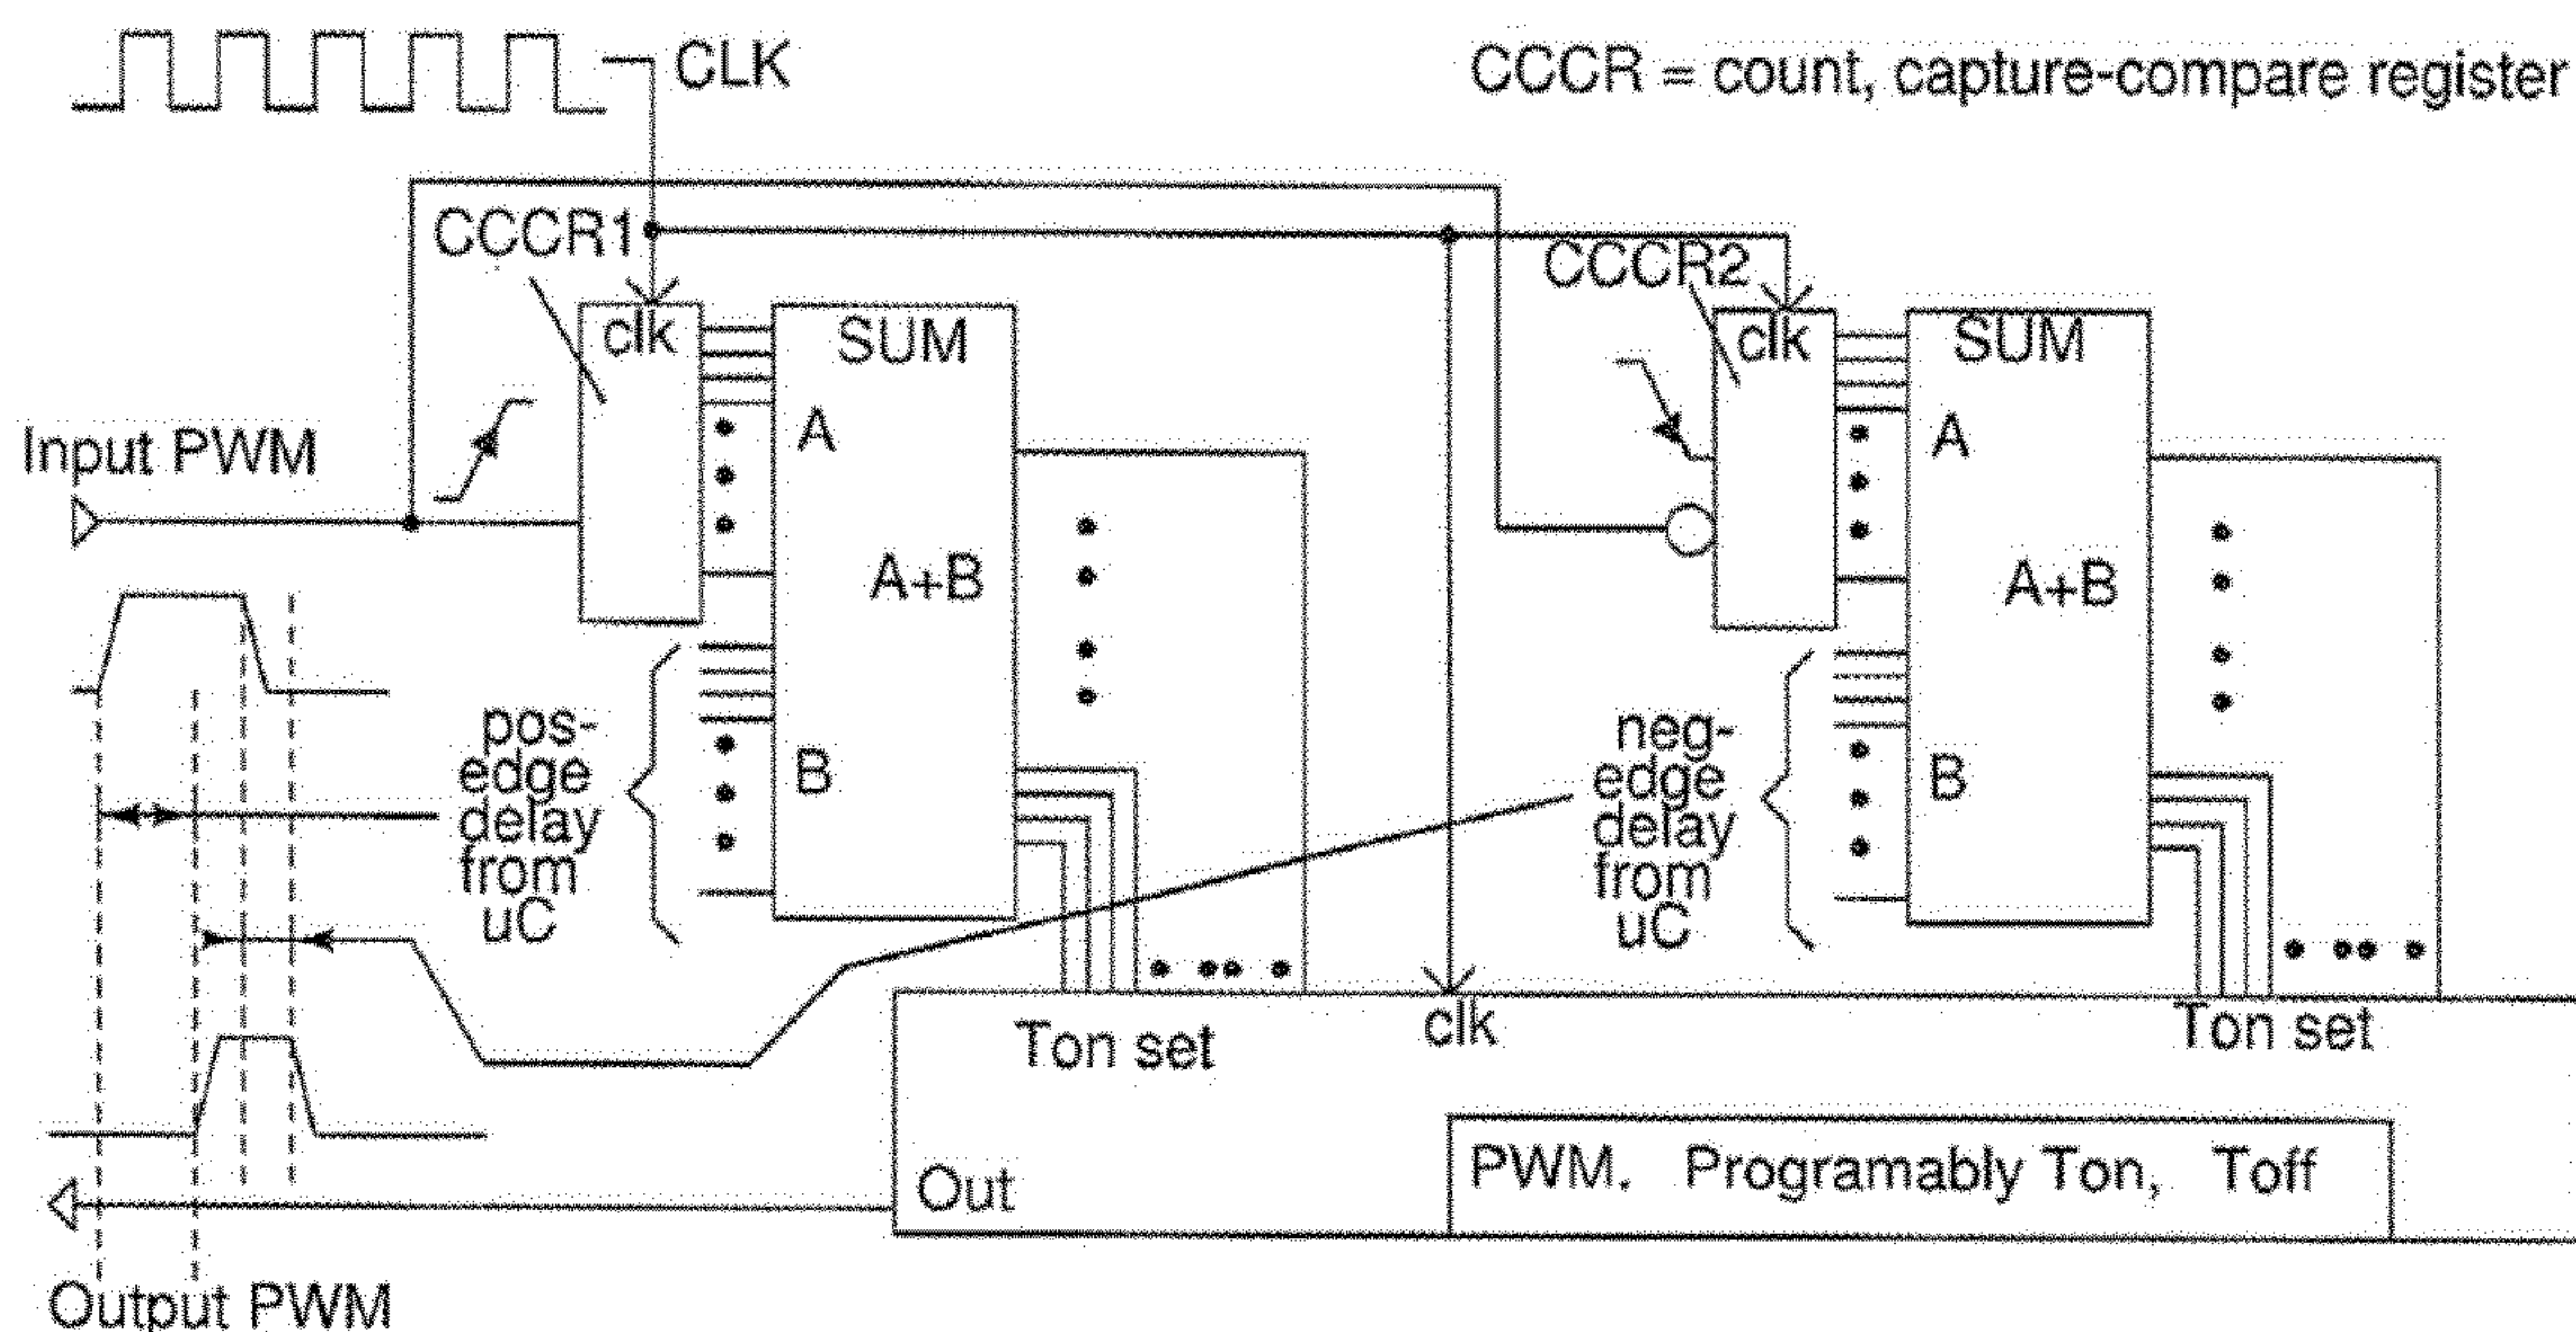 CLK
CCCR = count, capture-compare register
CCCR1
CCCR2
clk
SUM
clk
SUM
A
A
Input PWM
A+B
A+B
pos-
edge
delay
from
uC
B
neg-
edge
delay
from
uC
B
Ton set
clk
Ton set
Out
PWM. Programably Ton, Toff
Output PWM